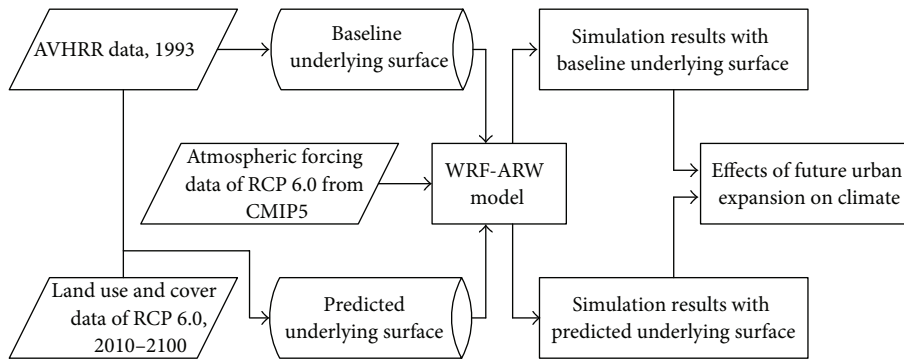 AVHRR data, 1993
Baseline
underlying surface
Simulation results with
baseline underlying surface
Atmospheric forcing
data of RCP 6.0 from
CMIP5
WRF-ARW
model
Effects of future urban
expansion on climate
Land use and cover
data of RCP 6.0,
2010–2100
Predicted
underlying surface
Simulation results with
predicted underlying surface